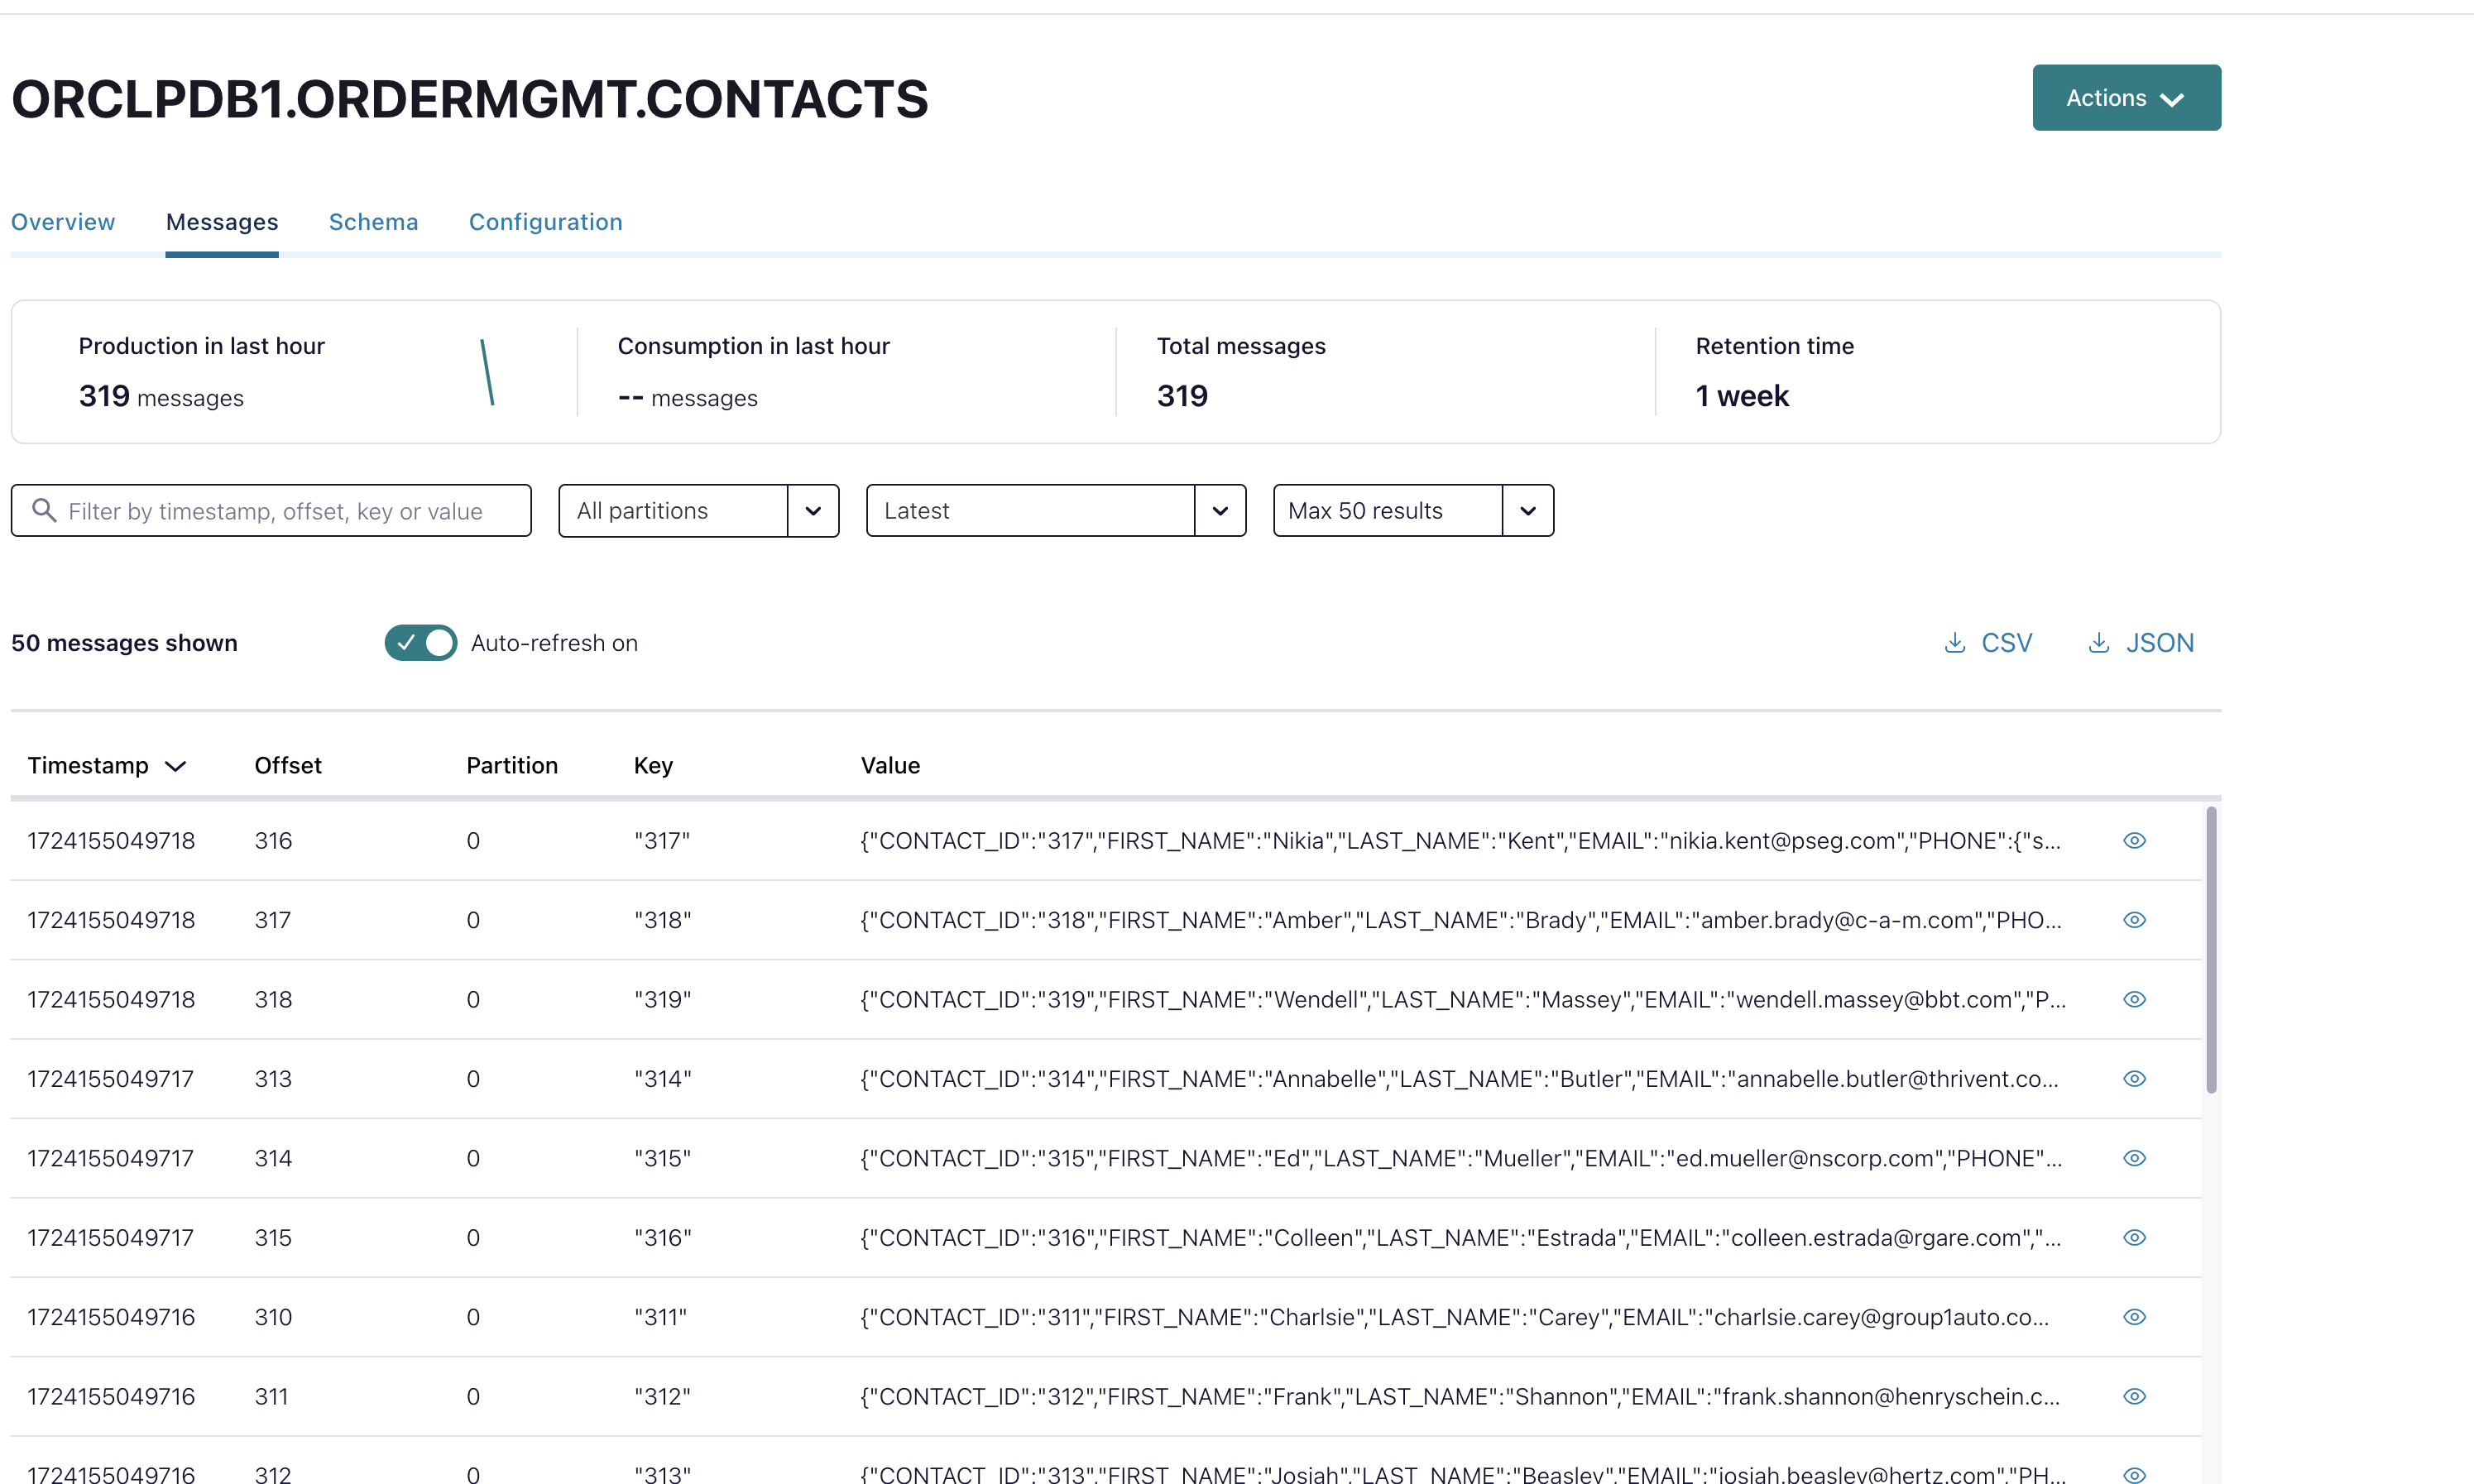 ORCLPDB1.ORDERMGMT.CONTACTS
Actions
Overview Messages Schema Configuration
Production in last hour Consumption in last hour Total messages Retention time
319 messages -- messages 319 1 week
Filter by timestamp, offset, key or value All partitions Latest Max 50 results
50 messages shown Auto-refresh on CSV JSON
Timestamp Offset Partition Key Value
1724155049718 316 0 "317" {"CONTACT_ID":"317","FIRST_NAME":"Nikia","LAST_NAME":"Kent","EMAIL":"nikia.kent@pseg.com","PHONE":{"s...
1724155049718 317 0 "318" {"CONTACT_ID":"318","FIRST_NAME":"Amber","LAST_NAME":"Brady","EMAIL":"amber.brady@c-a-m.com","PHO...
1724155049718 318 0 "319" {"CONTACT_ID":"319","FIRST_NAME":"Wendell","LAST_NAME":"Massey","EMAIL":"wendell.massey@bbt.com","P...
1724155049717 313 0 "314" {"CONTACT_ID":"314","FIRST_NAME":"Annabelle","LAST_NAME":"Butler","EMAIL":"annabelle.butler@thrivent.co...
1724155049717 314 0 "315" {"CONTACT_ID":"315","FIRST_NAME":"Ed","LAST_NAME":"Mueller","EMAIL":"ed.mueller@nscorp.com","PHONE"...
1724155049717 315 0 "316" {"CONTACT_ID":"316","FIRST_NAME":"Colleen","LAST_NAME":"Estrada","EMAIL":"colleen.estrada@rgare.com","...
1724155049716 310 0 "311" {"CONTACT_ID":"311","FIRST_NAME":"Charlsie","LAST_NAME":"Carey","EMAIL":"charlsie.carey@group1auto.co...
1724155049716 311 0 "312" {"CONTACT_ID":"312","FIRST_NAME":"Frank","LAST_NAME":"Shannon","EMAIL":"frank.shannon@henryschein.c...
1724155049716 312 0 "313" {"CONTACT_ID":"313","FIRST_NAME":"Josiah","LAST_NAME":"Beasley","EMAIL":"josiah.beasley@hertz.com","PH...